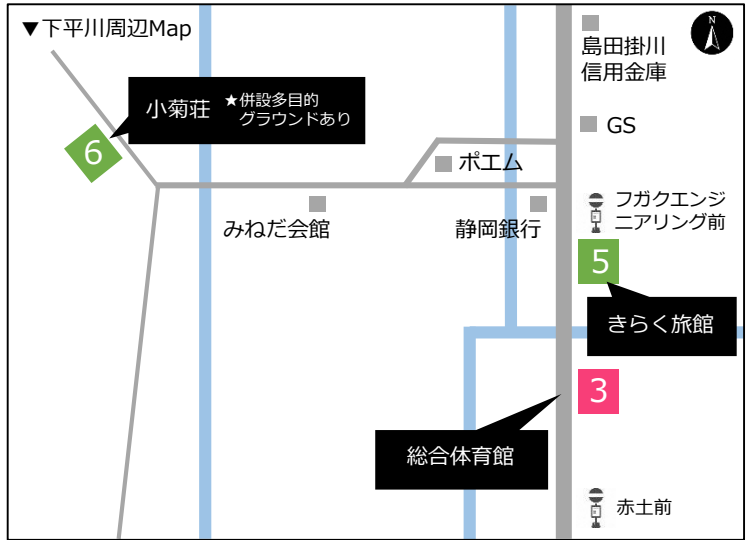 ▼下平川周辺Map
N
島田掛川
信用金庫
GS
小菊荘 ★併設多目的
グラウンドあり
6
ポエム
みねだ会館
静岡銀行
フガクエンジ
ニアリング前
5
きらく旅館
3
総合体育館
赤土前